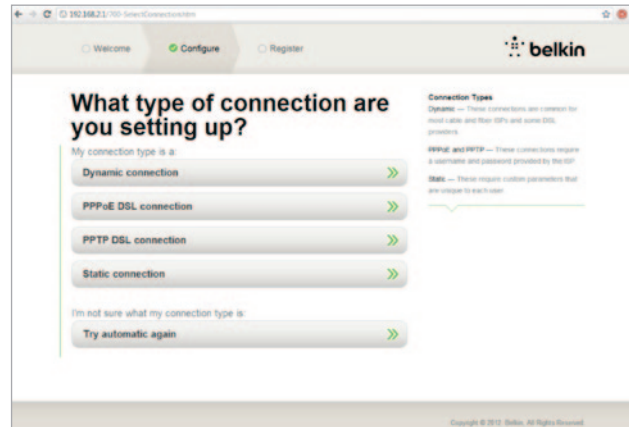 192.168.2.1/760-SelectConnection.htm
Welcome
Configure
Register
belkin
What type of connection are
you setting up?
My connection type is a:
Dynamic connection
PPPoE DSL connection
PPTP DSL connection
Static connection
I'm not sure what my connection type is:
Try automatic again
Connection Types
Dynamic — These connections are common for
most cable and fiber ISPs and some DSL
providers.
PPPoE and PPTP — These connections require
a username and password provided by the ISP.
Static — These require custom parameters that
are unique to each user.
Copyright © 2012 Belkin. All Rights Reserved.